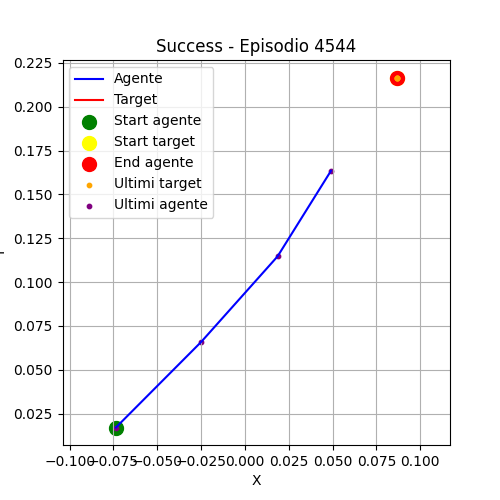 Success - Episodio 4544
0.225
0.200
0.175
0.150
0.125
0.100
0.075
0.050
0.025
Agente
Target
Start agente
Start target
End agente
Ultimi target
Ultimi agente
−0.100 −0.075 −0.050 −0.025 0.000 0.025 0.050 0.075 0.100
X